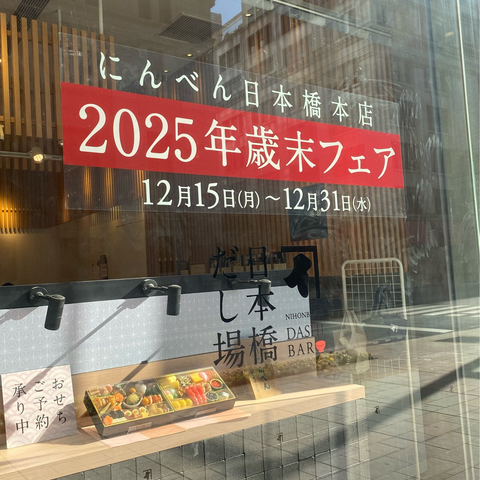 にんべん日本橋本店
2025年歳末フェア
12月15日(月)～12月31日(水)
日本橋
だし場
NIHONB
DAS
BAR
おせち
ご予約
承り中